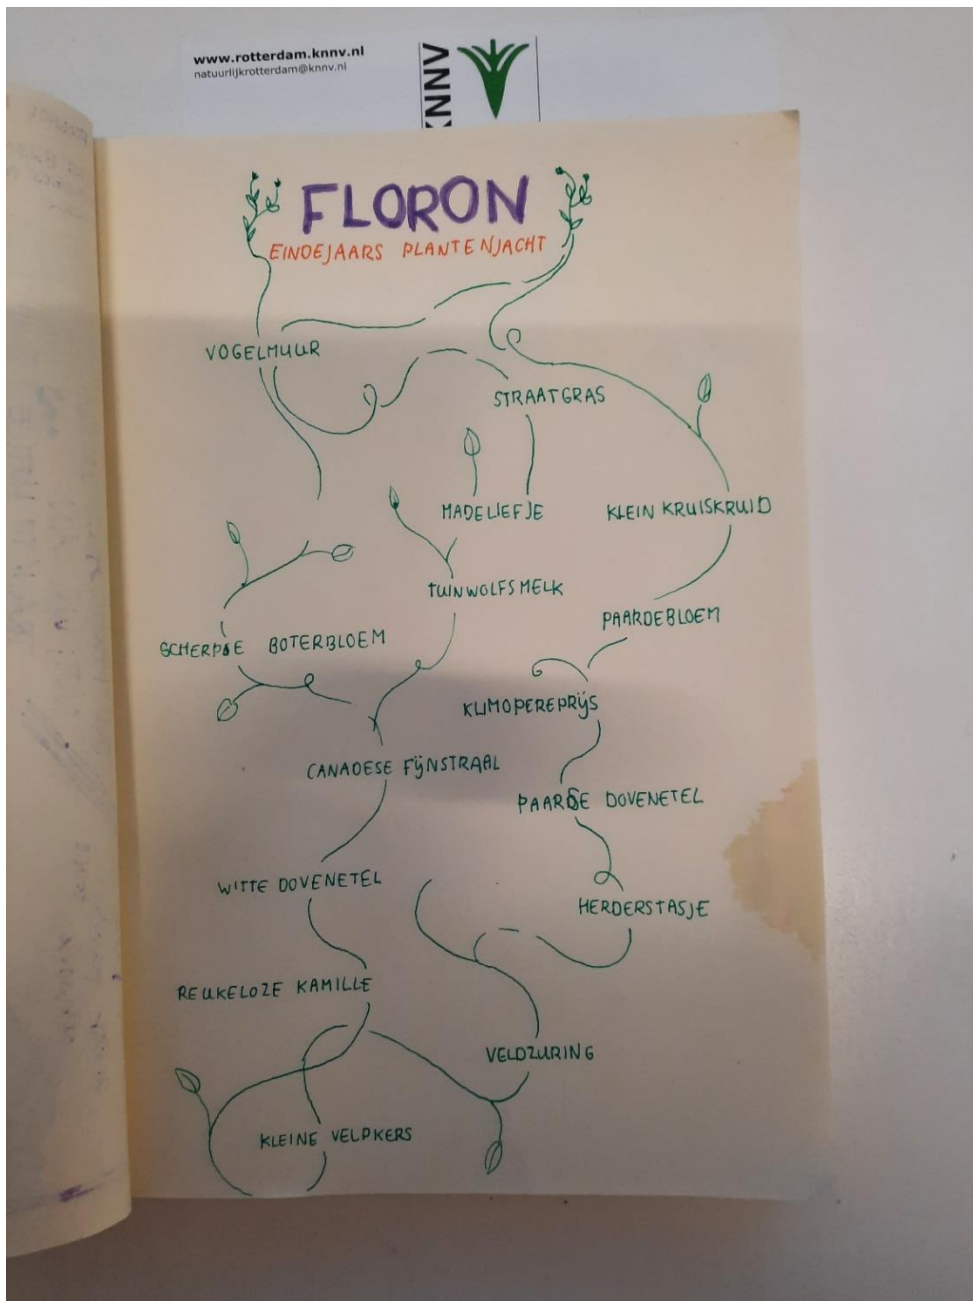 www.rotterdam.knnv.nl
natuurlijkrotterdam@knnv.nl
KNNV
FLORON
EINDEJAARS PLANTENJACHT
VOGELMUUR
STRAATGRAS
MADELIEFJE
KLEIN KRUISKRUID
TUINWOLFSMELK
PAARDEBLOEM
SCHERPE BOTERBLOEM
KLIMOPEREPRIJS
CANADESE FIJNSTRAAL
PAARSE DOVENETEL
WITTE DOVENETEL
HERDERSTASJE
REUKELOZE KAMILLE
VELDZURING
KLEINE VELDKERS